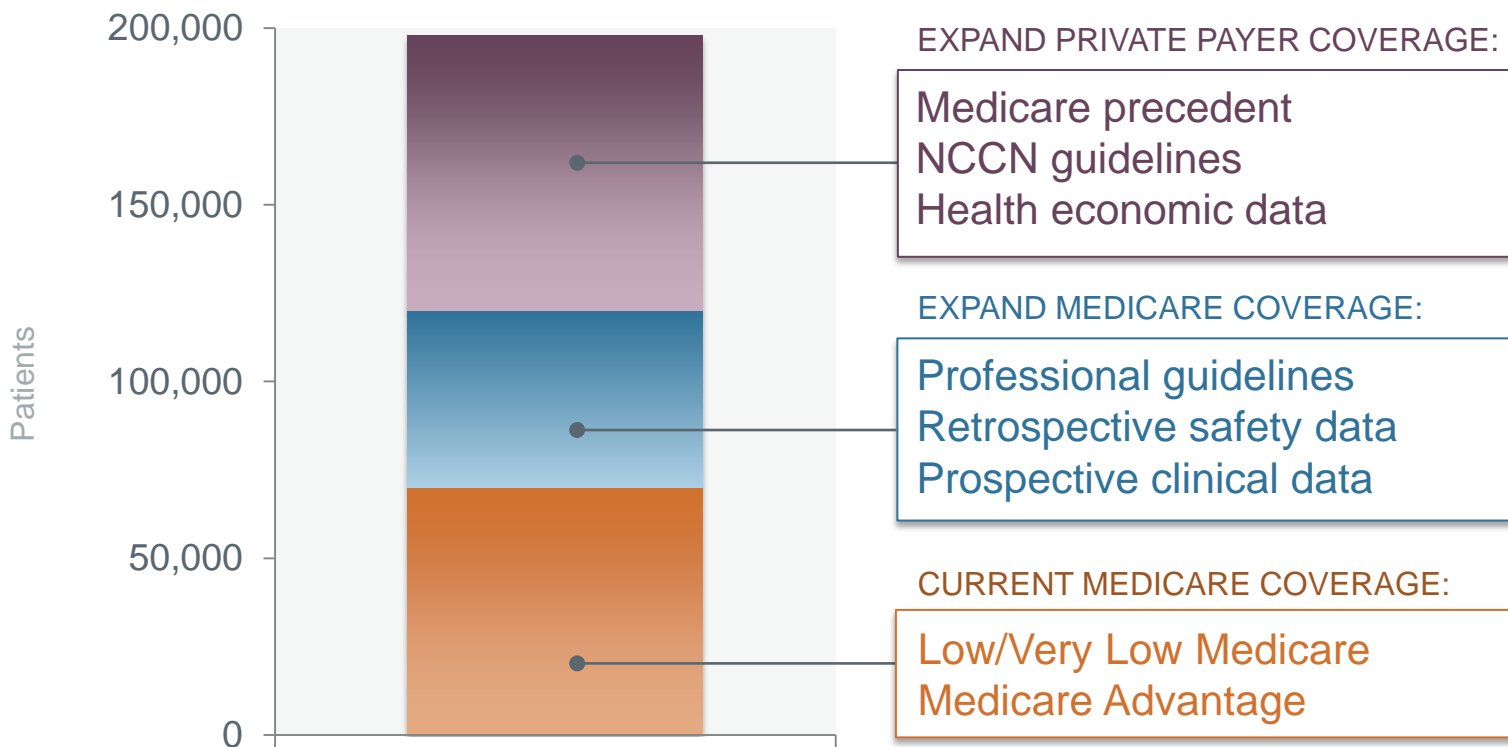 200,000
150,000
100,000
50,000
0
Patients
EXPAND PRIVATE PAYER COVERAGE:
Medicare precedent
NCCN guidelines
Health economic data
EXPAND MEDICARE COVERAGE:
Professional guidelines
Retrospective safety data
Prospective clinical data
CURRENT MEDICARE COVERAGE:
Low/Very Low Medicare
Medicare Advantage